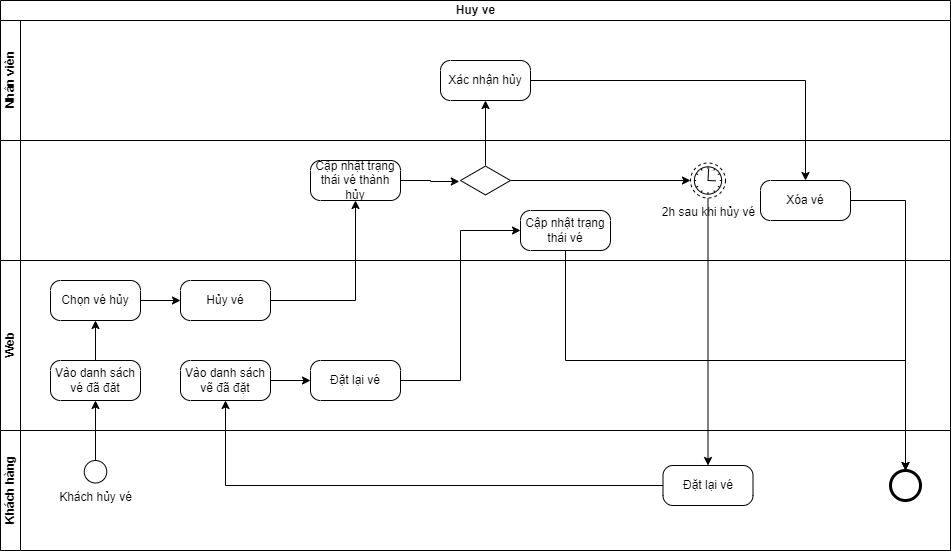 Huy ve
Nhân viên
Xác nhận hủy
Cập nhật trạng
thái vé thành
hủy
2h sau khi hủy vé
Xóa vé
Cập nhật trạng
thái vé
Web
Chọn vé hủy
Hủy vé
Vào danh sách
vé đã đăt
Vào danh sách
vẽ đã đặt
Đặt lại vé
Khách hàng
Khách hủy vé
Đặt lại vé